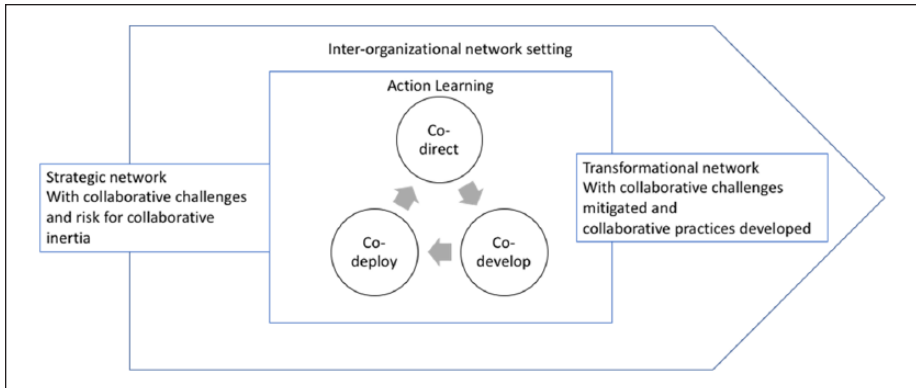 Inter-organizational network setting
Action Learning
Co-
direct
Strategic network
With collaborative challenges
and risk for collaborative
inertia
Transformational network
With collaborative challenges
mitigated and
collaborative practices developed
Co-
deploy
Co-
develop